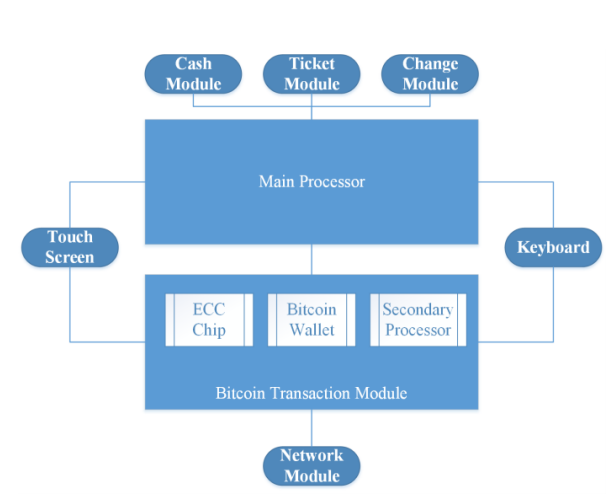 Cash
Module
Ticket
Module
Change
Module
Main Processor
Touch
Screen
Keyboard
ECC
Chip
Bitcoin
Wallet
Secondary
Processor
Bitcoin Transaction Module
Network
Module